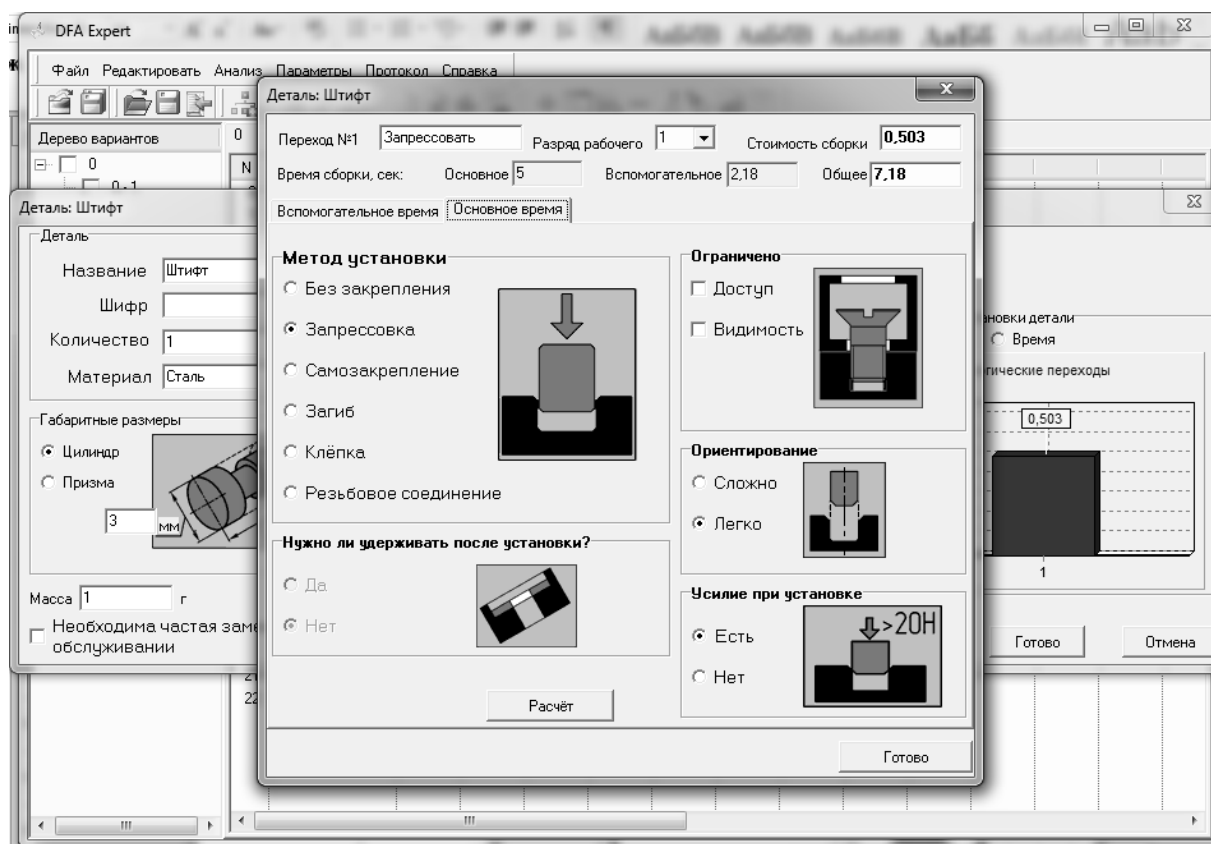 DFA Expert
Файл Редактировать Анализ Параметры Протокол Справка
Дерево вариантов
0
0
0 - 1
N
Деталь: Штифт
Переход №1 Запрессовать Разряд рабочего 1 Стоимость сборки 0,503
Время сборки, сек: Основное 5 Вспомогательное 2,18 Общее 7,18
Вспомогательное время Основное время
Метод установки
Без закрепления
Запрессовка
Самозакрепление
Загиб
Клёпка
Резьбовое соединение
Нужно ли удерживать после установки?
Да
Нет
Расчёт
Ограничено
Доступ
Видимость
Ориентирование
Сложно
Легко
Усилие при установке
Есть
Нет
>20Н
Готово
Деталь: Штифт
Деталь
Название Штифт
Шифр
Количество 1
Материал Сталь
Габаритные размеры
Цилиндр
Призма
3 мм
Масса 1 г
Необходима частая заме
обслуживании
ановки детали
Время
гические переходы
0,503
1
Готово Отмена
21
22